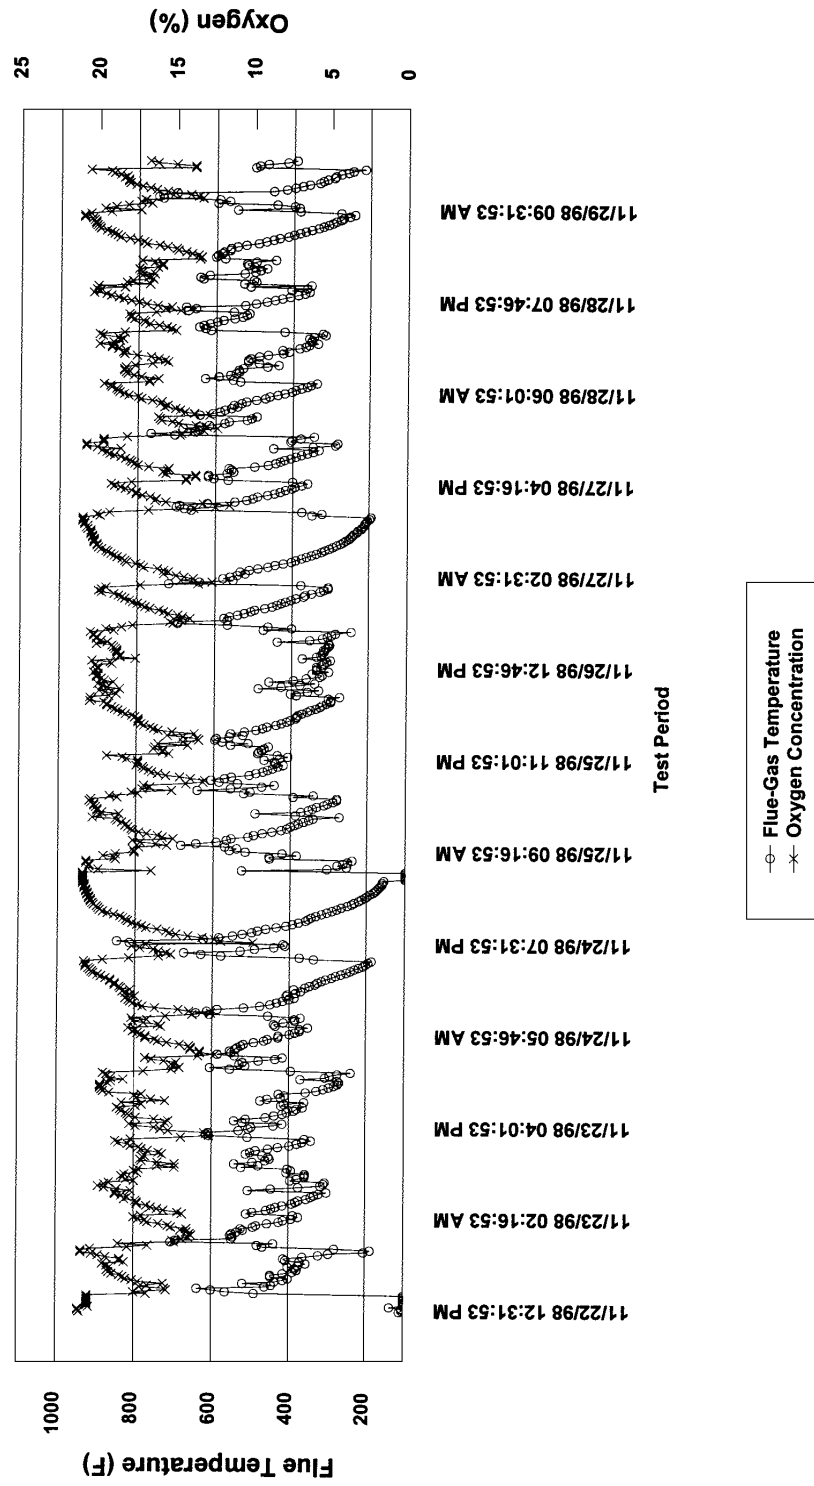 Flue Temperature (F)
1000
800
600
400
200
Oxygen (%)
25
20
15
10
5
0
11/22/98 12:31:53 PM
11/23/98 02:16:53 AM
11/23/98 04:01:53 PM
11/24/98 05:46:53 AM
11/24/98 07:31:53 PM
11/25/98 09:16:53 AM
11/25/98 11:01:53 PM
11/26/98 12:46:53 PM
11/27/98 02:31:53 AM
11/27/98 04:16:53 PM
11/28/98 06:01:53 AM
11/28/98 07:46:53 PM
11/29/98 09:31:53 AM
Test Period
Flue-Gas Temperature
Oxygen Concentration